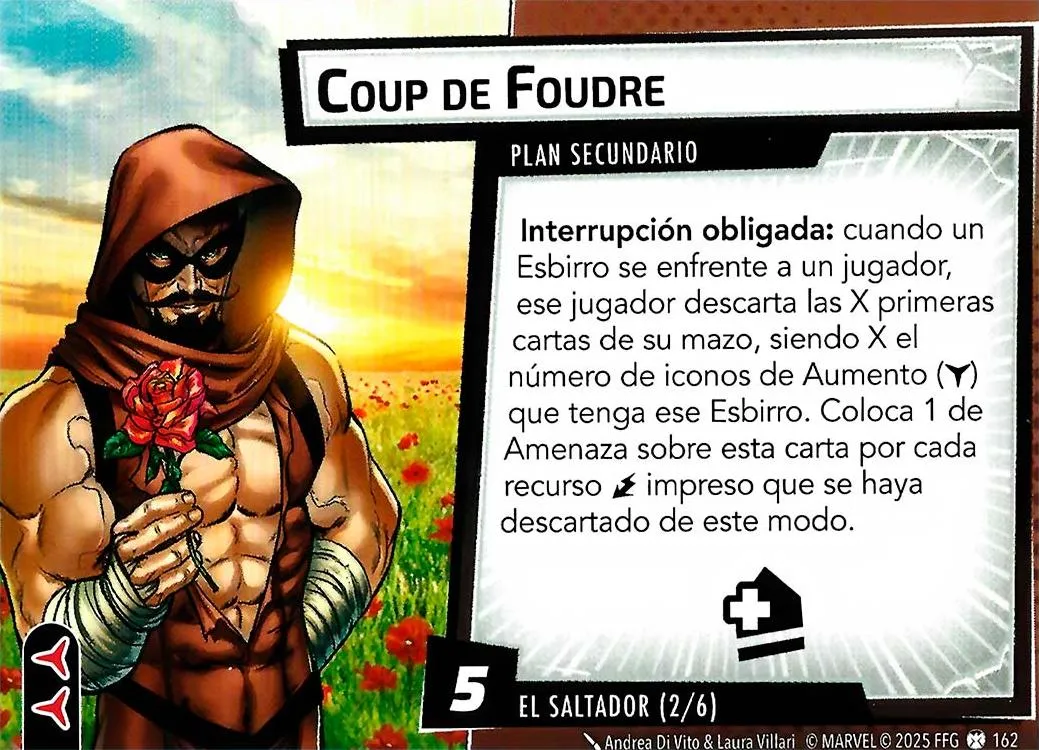 COUP DE FOUDRE
PLAN SECUNDARIO
Interrupción obligada: cuando un
Esbirro se enfrente a un jugador,
ese jugador descarta las X primeras
cartas de su mazo, siendo X el
número de iconos de Aumento ( )
que tenga ese Esbirro. Coloca 1 de
Amenaza sobre esta carta por cada
recurso impreso que se haya
descartado de este modo.
5
EL SALTADOR (2/6)
Andrea Di Vito & Laura Villari © MARVEL © 2025 FFG 162